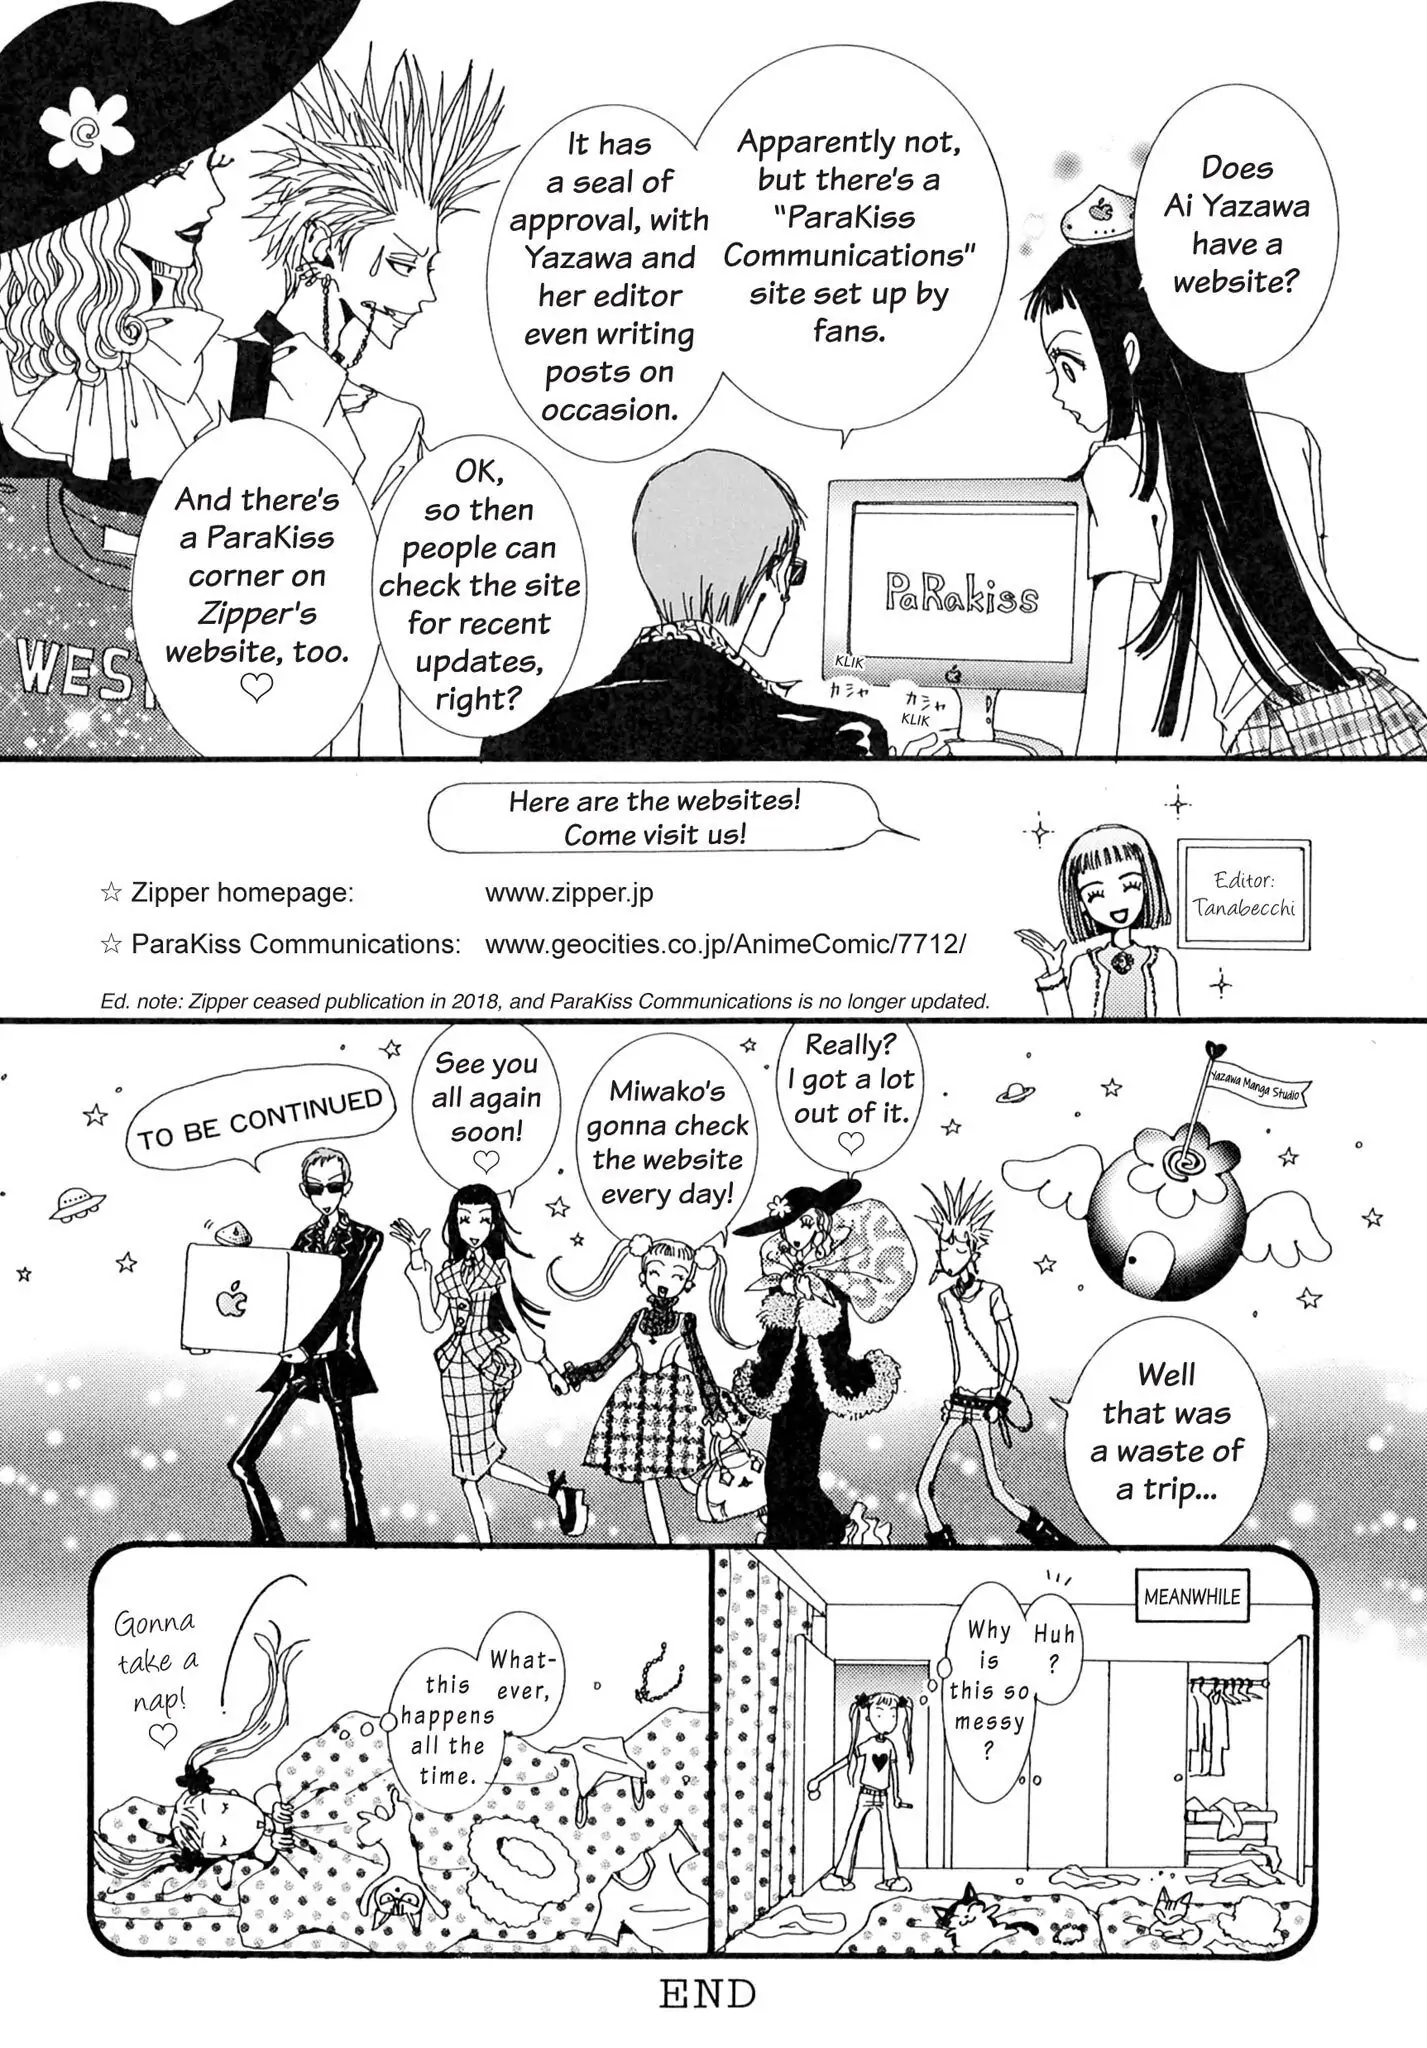 Does
Ai Yazawa
have a
website?
Apparently not,
but there's a
"ParaKiss
Communications"
site set up by
fans.
It has
a seal of
approval, with
Yazawa and
her editor
even writing
posts on
occasion.
PaRakiss
KLIK
カシャ
カシャ
KLIK
OK,
so then
people can
check the site
for recent
updates,
right?
And there's
a ParaKiss
corner on
Zipper's
website, too.
♡
WEST
Here are the websites!
Come visit us!
☆ Zipper homepage: www.zipper.jp
☆ ParaKiss Communications: www.geocities.co.jp/AnimeComic/7712/
Ed. note: Zipper ceased publication in 2018, and ParaKiss Communications is no longer updated.
Editor:
Tanabecchi
Yazawa Manga Studio
Really?
I got a lot
out of it.
♡
Miwako's
gonna check
the website
every day!
See you
all again
soon!
♡
TO BE CONTINUED
Well
that was
a waste of
a trip...
MEANWHILE
Huh
?
Why
is
this so
messy
?
What-
ever,
this
happens
all the
time.
Gonna
take a
nap!
♡
END